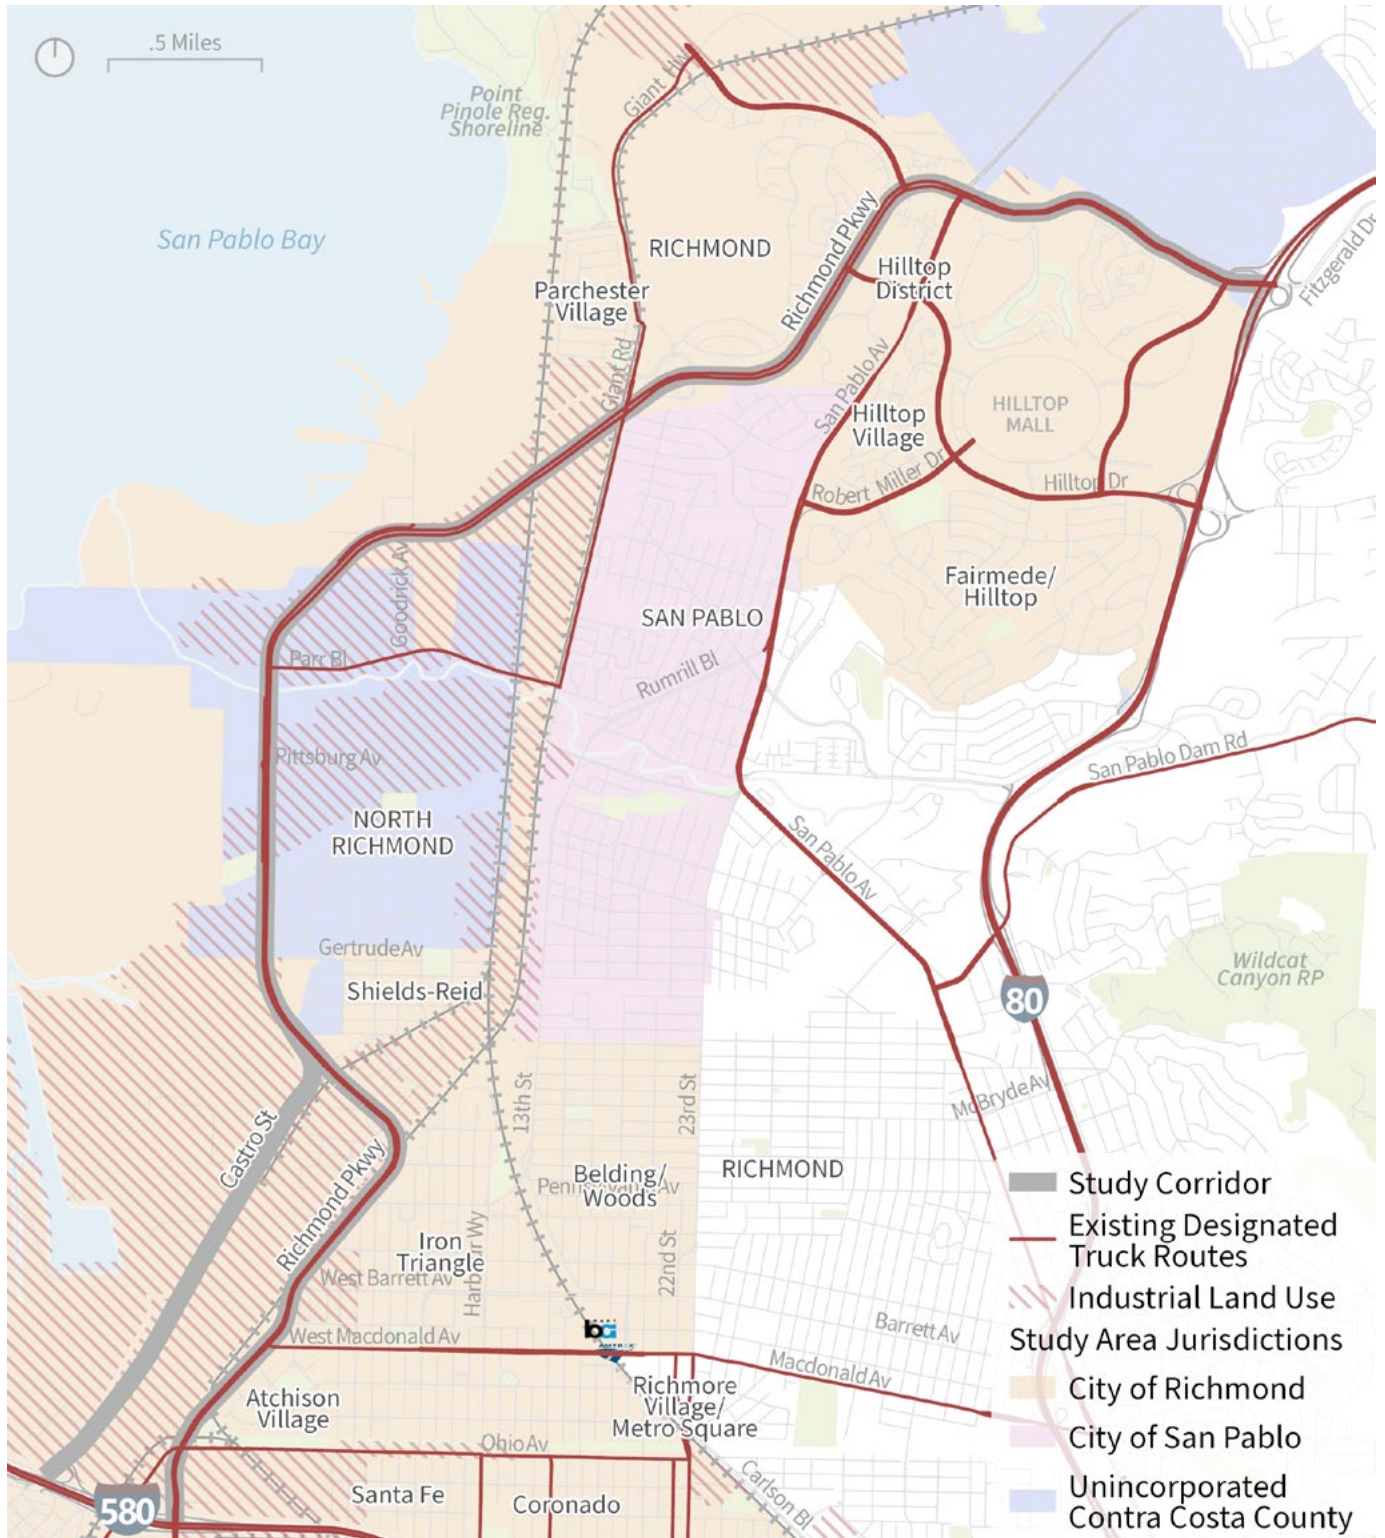 .5 Miles
Point
Pinole Reg.
Shoreline
Giant Hwy
San Pablo Bay
RICHMOND
Richmond Pkwy
Hilltop
District
Fitzgerald Dr
Parchester
Village
Giant Rd
San Pablo Av
Hilltop
Village
HILLTOP
MALL
Robert Miller Dr
Hilltop Dr
Goodrick Av
Fairmede/
Hilltop
SAN PABLO
Parr Bl
Rumrill Bl
Pittsburg Av
San Pablo Dam Rd
NORTH
RICHMOND
San Pablo Av
Gertrude Av
Wildcat
Canyon RP
Shields-Reid
80
13th St
23rd St
McBryde Av
Castro St
Richmond Pkwy
Belding/
Woods
Pennsylvania Av
RICHMOND
Iron
Triangle
Harbour Wy
22nd St
West Barrett Av
West Macdonald Av
Barrett Av
Macdonald Av
AMTRAK
Atchison
Village
Richmore
Village/
Metro Square
Ohio Av
Carlson Bl
Santa Fe
Coronado
580
Study Corridor
Existing Designated
Truck Routes
Industrial Land Use
Study Area Jurisdictions
City of Richmond
City of San Pablo
Unincorporated
Contra Costa County